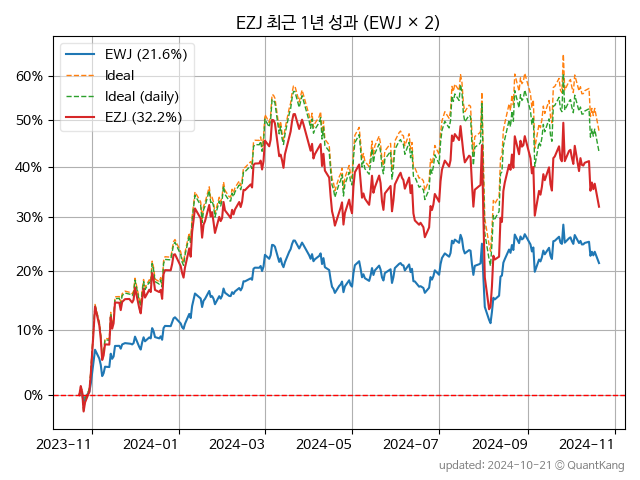 EZJ 최근 1년 성과 (EWJ × 2)
EWJ (21.6%)
Ideal
Ideal (daily)
EZJ (32.2%)
60%
50%
40%
30%
20%
10%
0%
2023-11 2024-01 2024-03 2024-05 2024-07 2024-09 2024-11
updated: 2024-10-21 © QuantKang